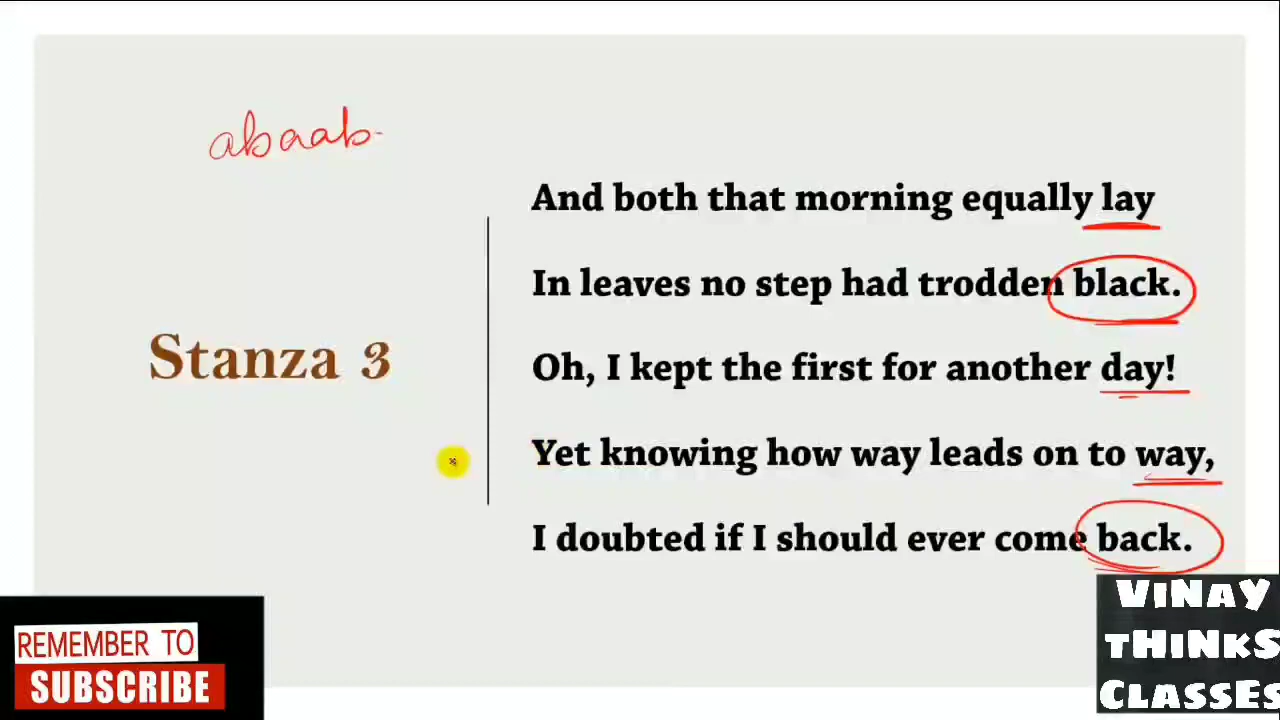 abaab
And both that morning equally lay
In leaves no step had trodden black.
Stanza 3
Oh, I kept the first for another day!
Yet knowing how way leads on to way,
I doubted if I should ever come back.
REMEMBER TO
SUBSCRIBE
VINAY
THINKS
CLASSES